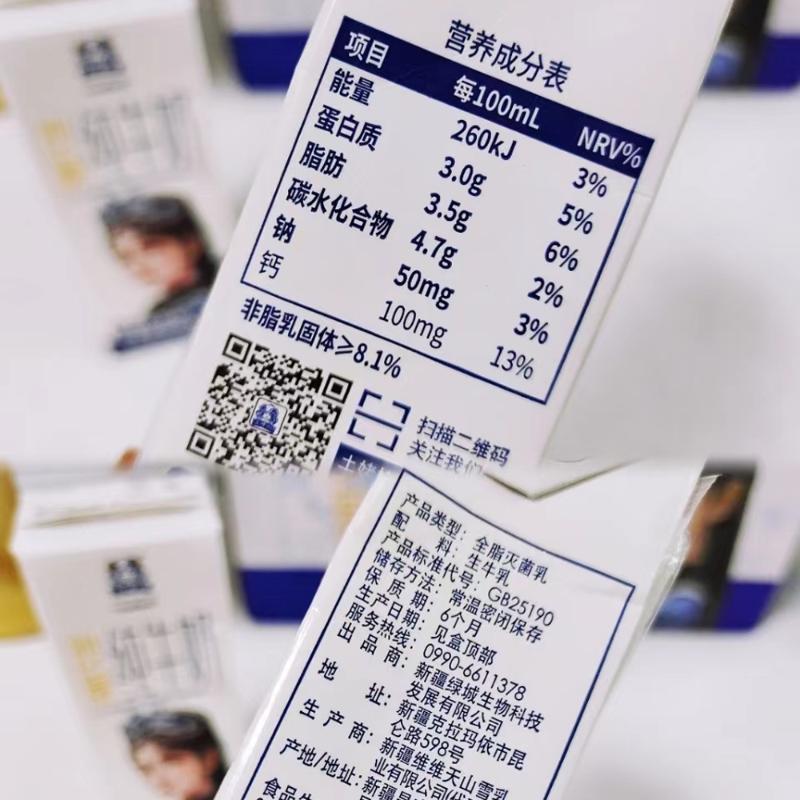 纯牛奶
营养成分表
项目 每100mL NRV%
能量 260kJ 3%
蛋白质 3.0g 5%
脂肪 3.5g 6%
碳水化合物 4.7g 2%
钠 50mg 3%
钙 100mg 13%
非脂乳固体≥8.1%
扫描二维码
关注我们
纯牛奶
产品类型：全脂灭菌乳
配料：生牛乳
产品标准代号：GB25190
储存方法：常温密闭保存
保质期：6个月
生产日期：见盒顶部
服务热线：0990-6611378
出品商：新疆绿城生物科技
发展有限公司
地址：新疆克拉玛依市昆
仑路598号
生产商：新疆维维天山雪乳
业有限公司
产地/地址：新疆